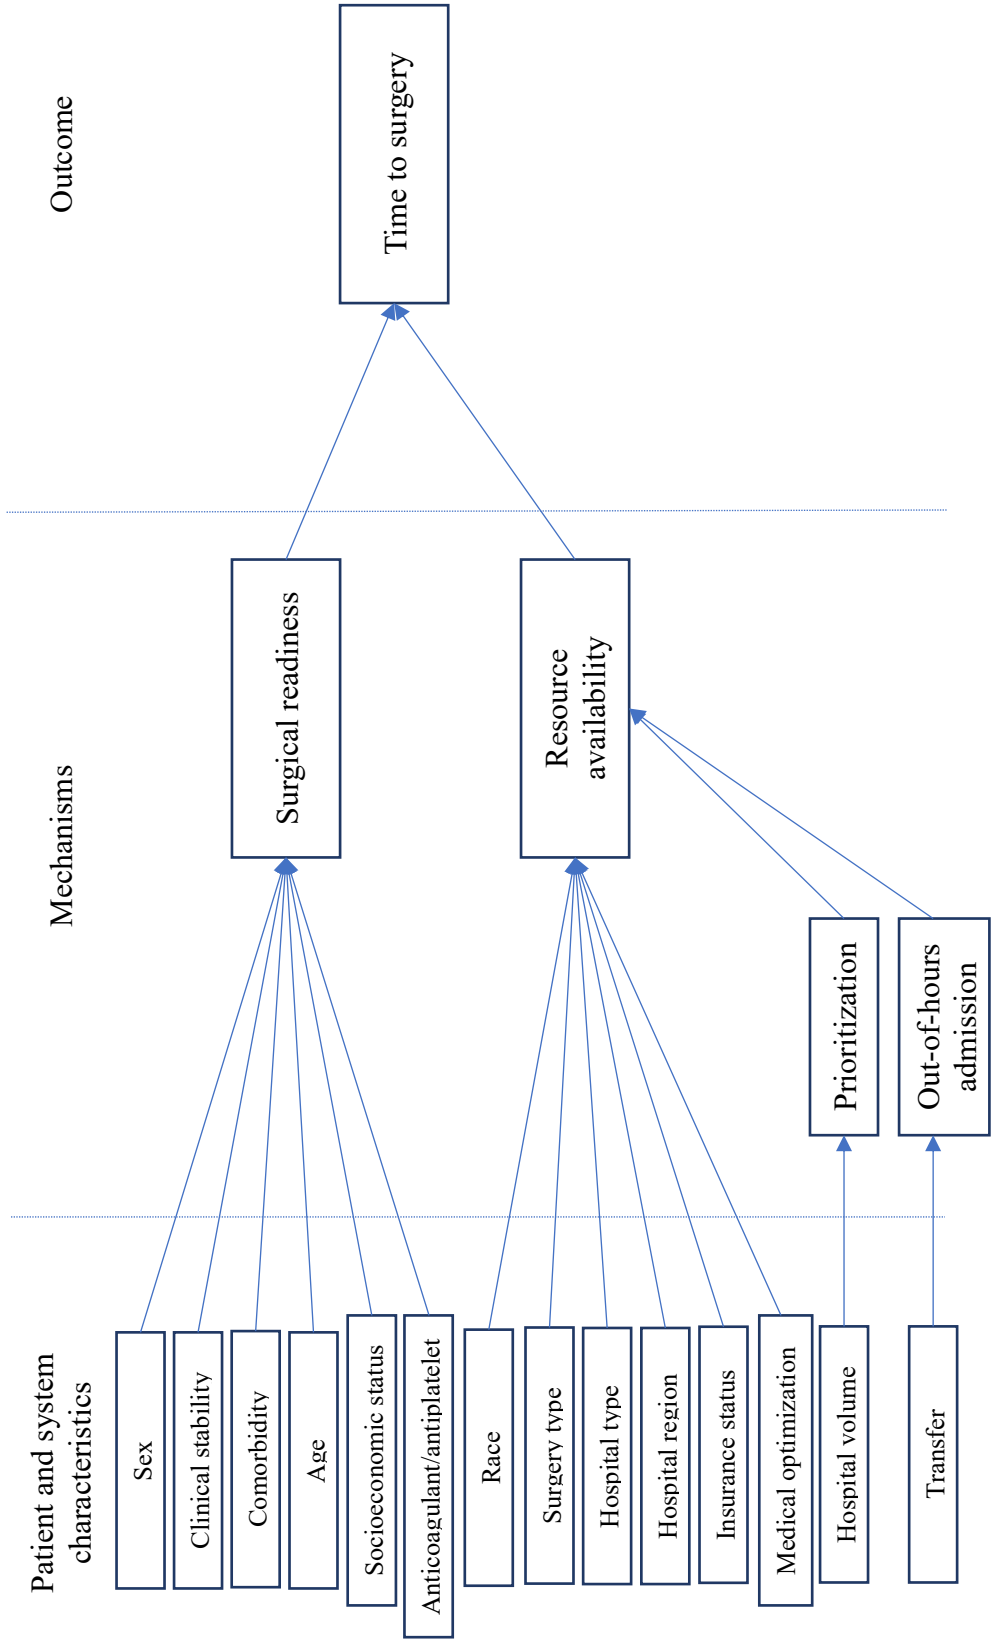 Patient and system
characteristics
Mechanisms
Outcome
Sex
Clinical stability
Comorbidity
Age
Socioeconomic status
Anticoagulant/antiplatelet
Race
Surgery type
Hospital type
Hospital region
Insurance status
Medical optimization
Hospital volume
Transfer
Surgical readiness
Resource
availability
Prioritization
Out-of-hours
admission
Time to surgery